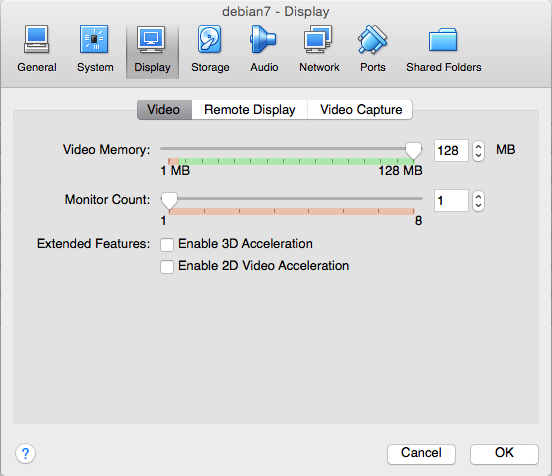 debian7 - Display
General System Display Storage Audio Network Ports Shared Folders
Video Remote Display Video Capture
Video Memory: 128 MB
1 MB 128 MB
Monitor Count: 1
1 8
Extended Features: Enable 3D Acceleration
Enable 2D Video Acceleration
? Cancel OK